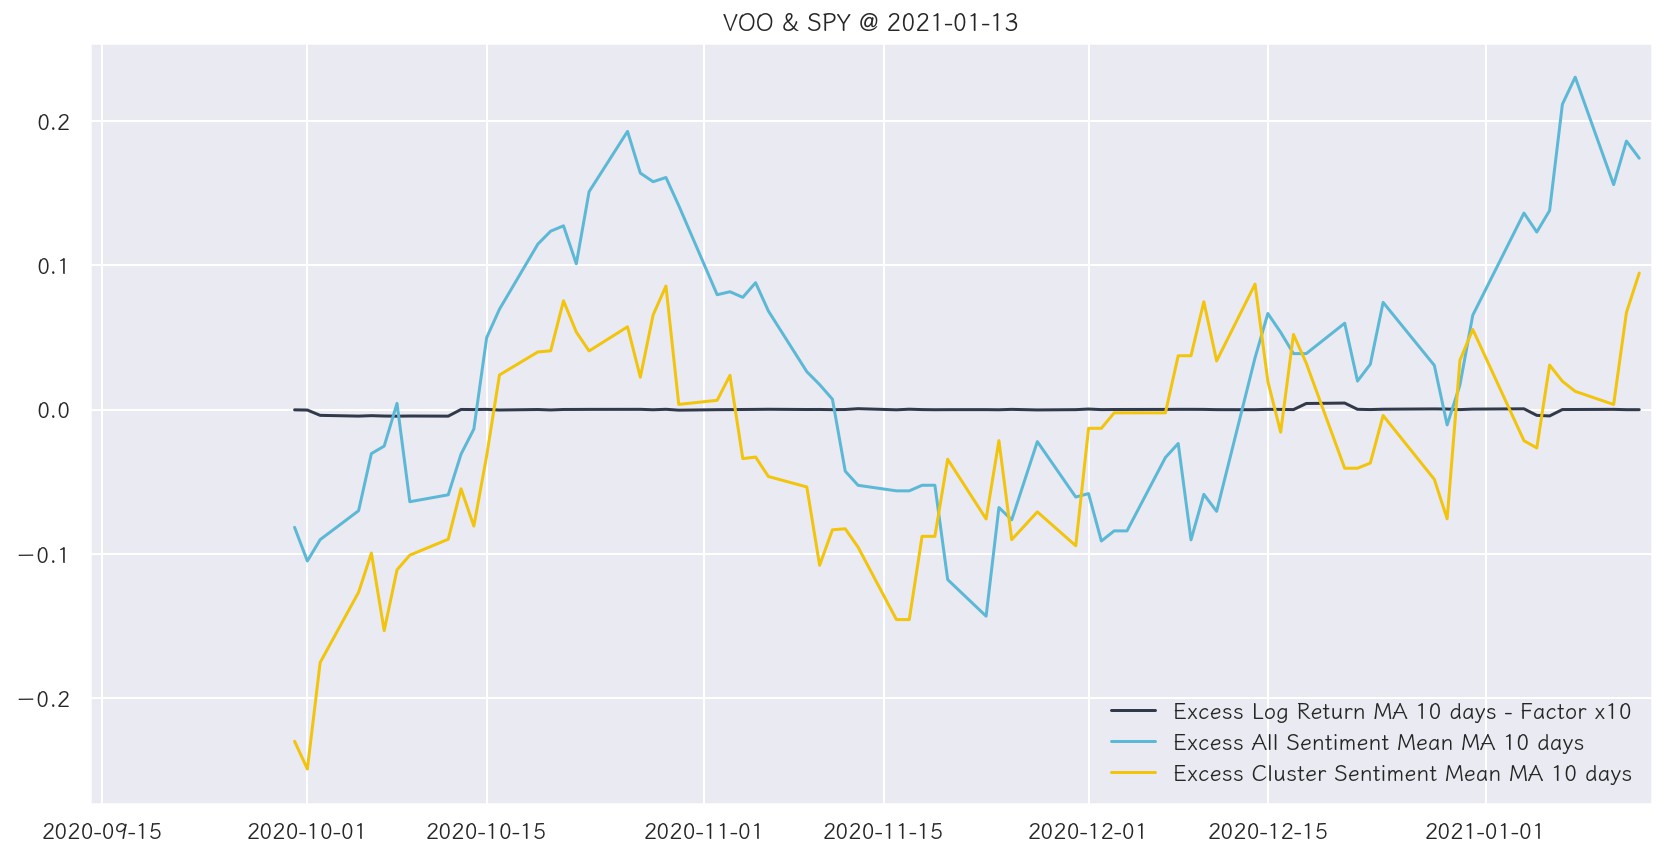 VOO & SPY @ 2021-01-13
0.2
0.1
0.0
−0.1
−0.2
Excess Log Return MA 10 days - Factor x10
Excess All Sentiment Mean MA 10 days
Excess Cluster Sentiment Mean MA 10 days
2020-09-15 2020-10-01 2020-10-15 2020-11-01 2020-11-15 2020-12-01 2020-12-15 2021-01-01